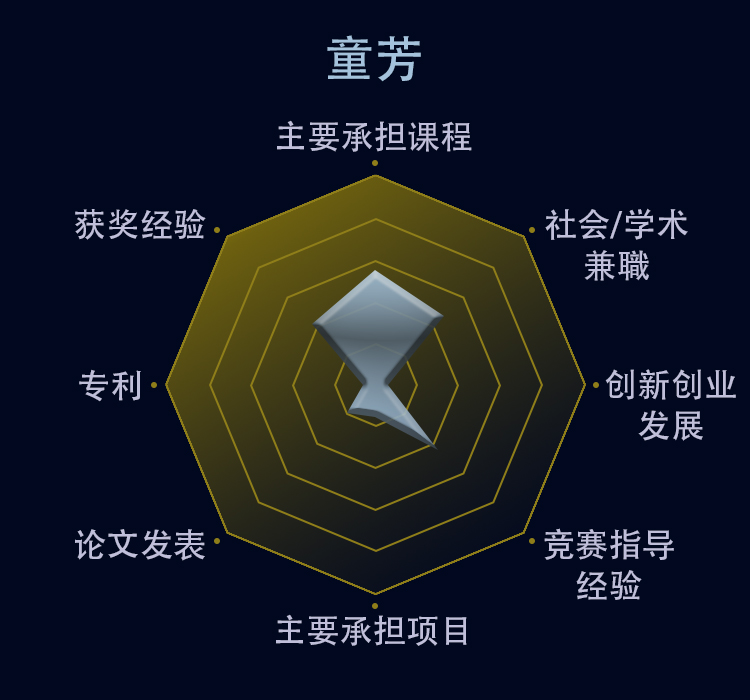 童芳
主要承担课程
获奖经验
社会/学术
兼職
专利
创新创业
发展
论文发表
竞赛指导
经验
主要承担项目